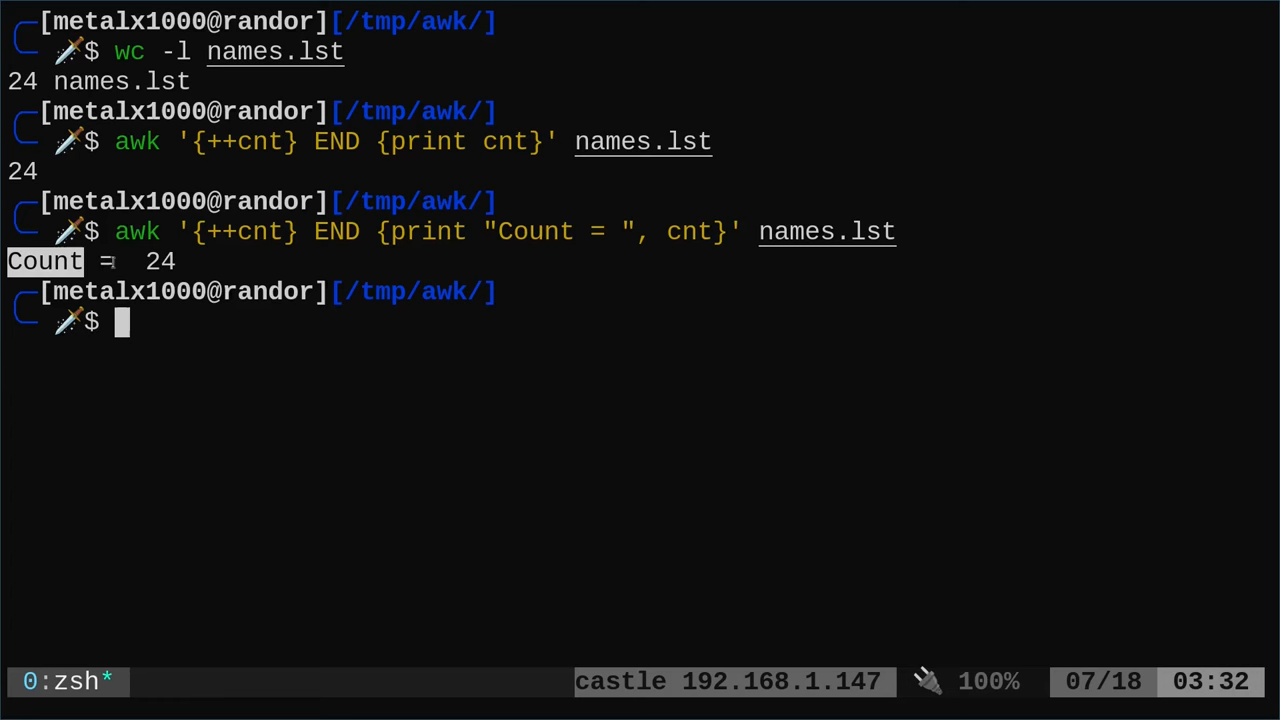 [metalx1000@randor][/tmp/awk/]
🗡️$ wc -l names.lst
24 names.lst
[metalx1000@randor][/tmp/awk/]
🗡️$ awk '{++cnt} END {print cnt}' names.lst
24
[metalx1000@randor][/tmp/awk/]
🗡️$ awk '{++cnt} END {print "Count = ", cnt}' names.lst
Count =  24
[metalx1000@randor][/tmp/awk/]
🗡️$
0:zsh* castle 192.168.1.147 🔌 100% 07/18 03:32